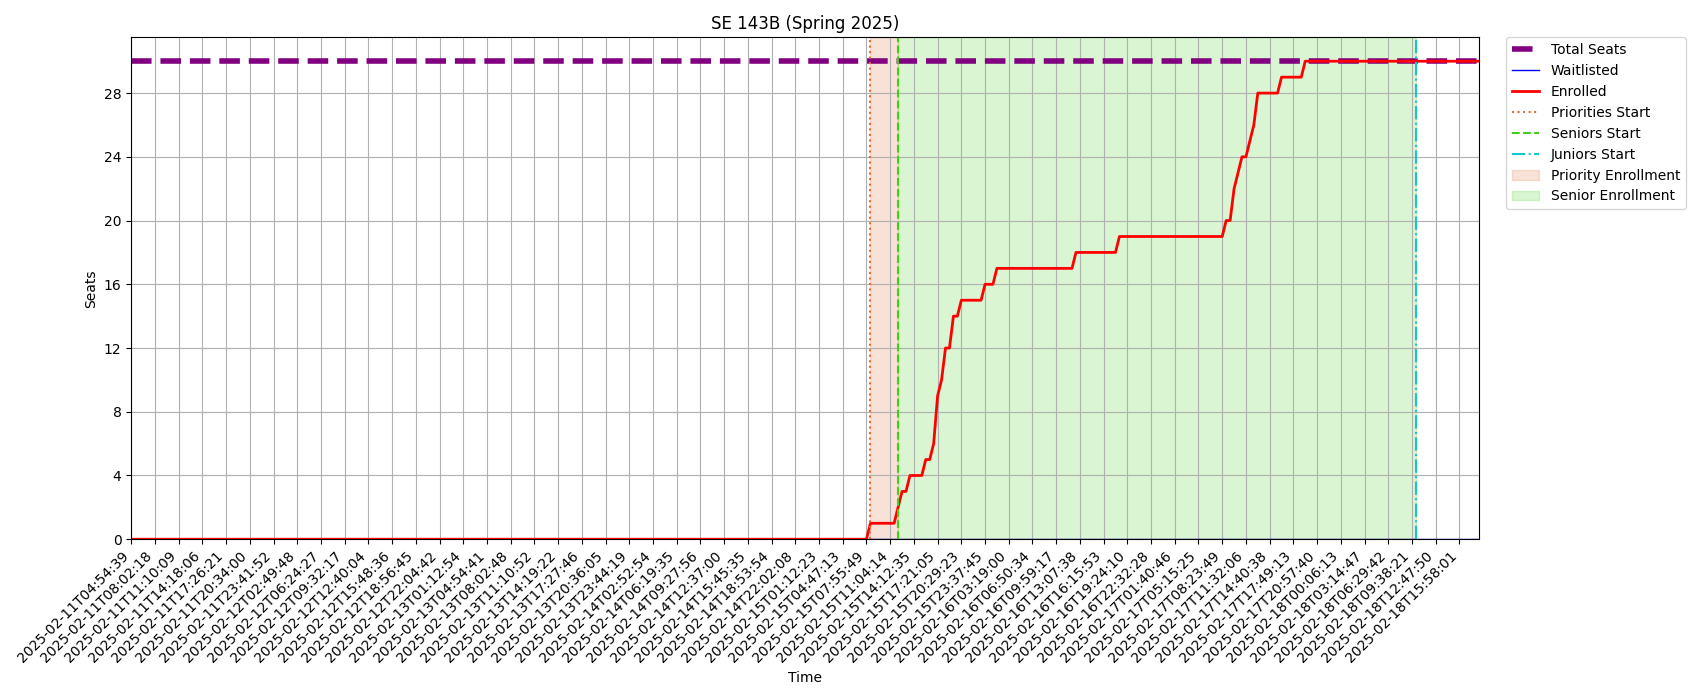 SE 143B (Spring 2025)
Total Seats
Waitlisted
Enrolled
Priorities Start
Seniors Start
Juniors Start
Priority Enrollment
Senior Enrollment
Seats
28
24
20
16
12
8
4
0
2025-02-11T04:54:39
2025-02-11T08:02:18
2025-02-11T11:10:09
2025-02-11T14:18:06
2025-02-11T17:26:21
2025-02-11T20:34:00
2025-02-11T23:41:52
2025-02-12T02:49:48
2025-02-12T06:24:27
2025-02-12T09:32:17
2025-02-12T12:40:04
2025-02-12T15:48:36
2025-02-12T18:56:45
2025-02-12T22:04:42
2025-02-13T01:12:54
2025-02-13T04:54:41
2025-02-13T08:02:48
2025-02-13T11:10:52
2025-02-13T14:19:22
2025-02-13T17:27:46
2025-02-13T20:36:05
2025-02-13T23:44:19
2025-02-14T02:52:54
2025-02-14T06:19:35
2025-02-14T09:27:56
2025-02-14T12:37:00
2025-02-14T15:45:35
2025-02-14T18:53:54
2025-02-14T22:02:08
2025-02-15T01:12:23
2025-02-15T04:47:13
2025-02-15T07:55:49
2025-02-15T11:04:14
2025-02-15T14:12:35
2025-02-15T17:21:05
2025-02-15T20:29:23
2025-02-15T23:37:45
2025-02-16T03:19:00
2025-02-16T06:50:34
2025-02-16T09:59:17
2025-02-16T13:07:38
2025-02-16T16:15:53
2025-02-16T19:24:10
2025-02-16T22:32:28
2025-02-17T01:40:46
2025-02-17T05:15:25
2025-02-17T08:23:49
2025-02-17T11:32:06
2025-02-17T14:40:38
2025-02-17T17:49:13
2025-02-17T20:57:40
2025-02-18T00:06:13
2025-02-18T03:14:47
2025-02-18T06:29:42
2025-02-18T09:38:21
2025-02-18T12:47:50
2025-02-18T15:58:01
Time